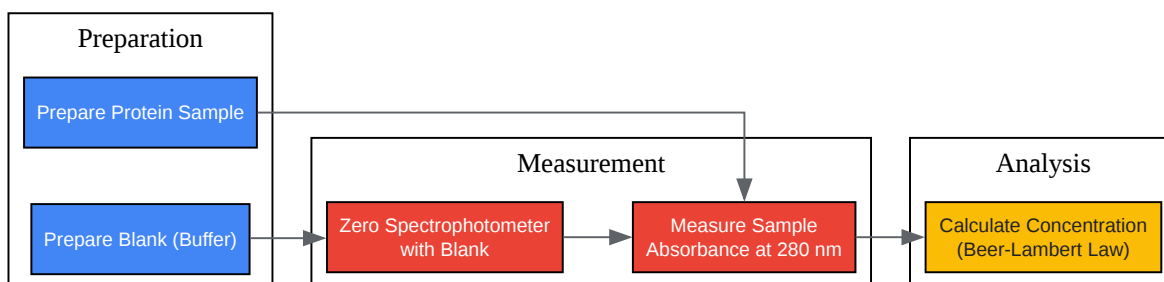 Preparation
Prepare Protein Sample
Prepare Blank (Buffer)
Measurement
Zero Spectrophotometer
with Blank
Measure Sample
Absorbance at 280 nm
Analysis
Calculate Concentration
(Beer-Lambert Law)